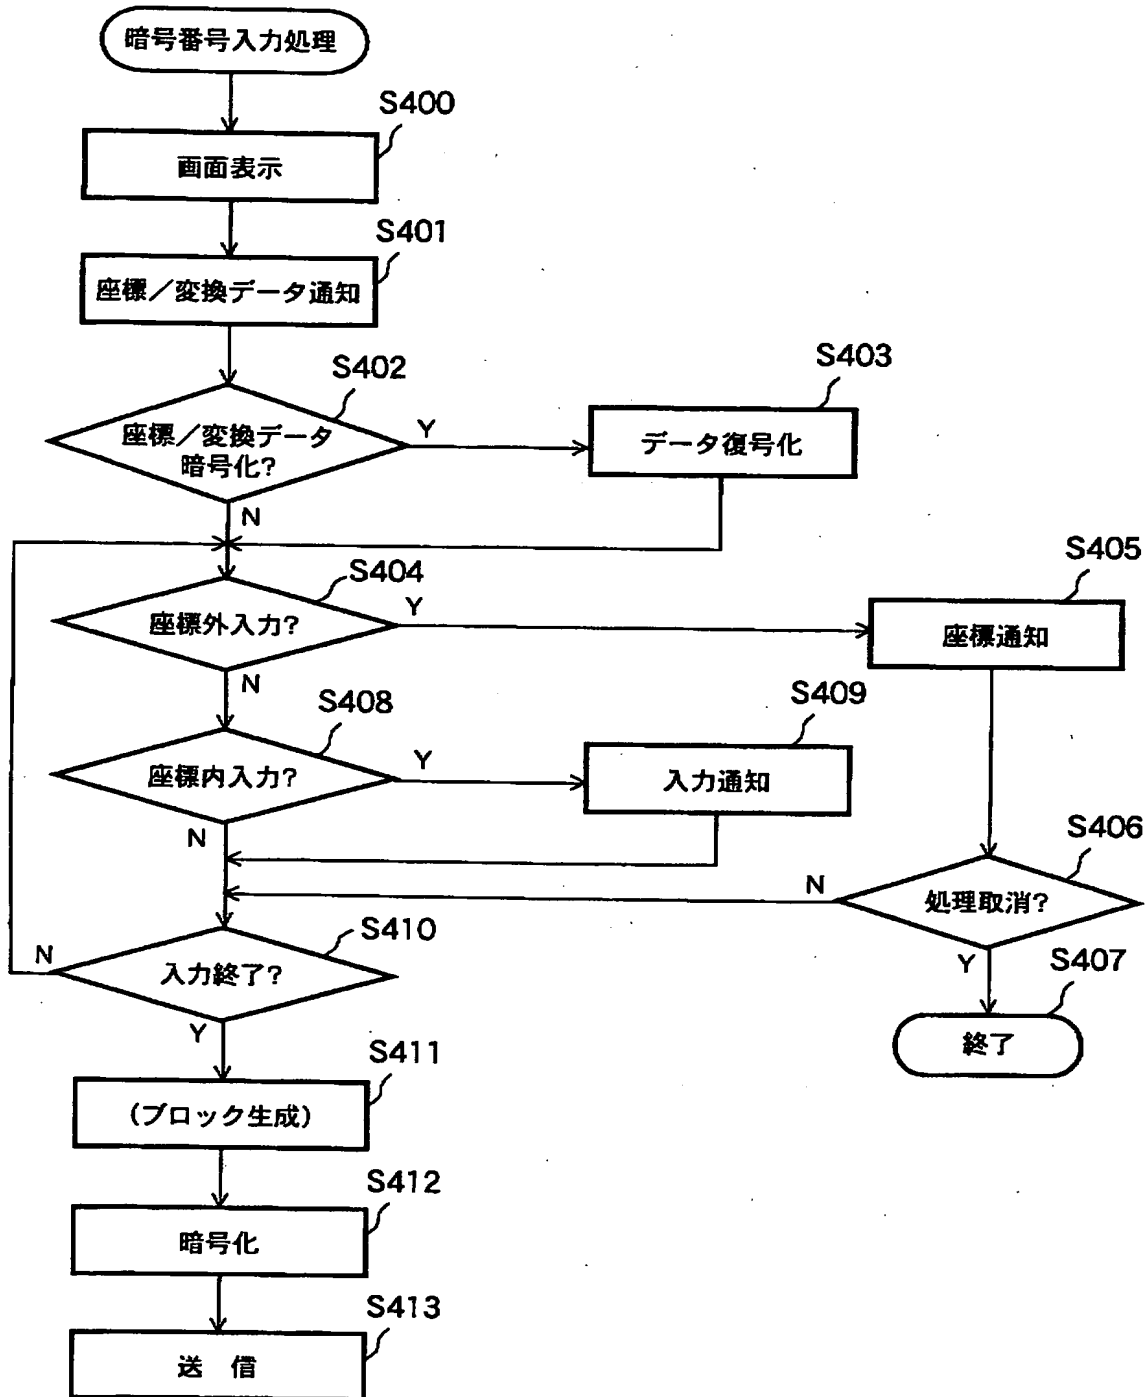 暗号番号入力処理
S400
画面表示
S401
座標／変換データ通知
S402
座標／変換データ
暗号化?
Y
N
S403
データ復号化
S404
座標外入力?
Y
N
S405
座標通知
S408
座標内入力?
Y
N
S409
入力通知
S406
処理取消?
N
Y
S407
終了
S410
入力終了?
N
Y
S411
(ブロック生成)
S412
暗号化
S413
送 信